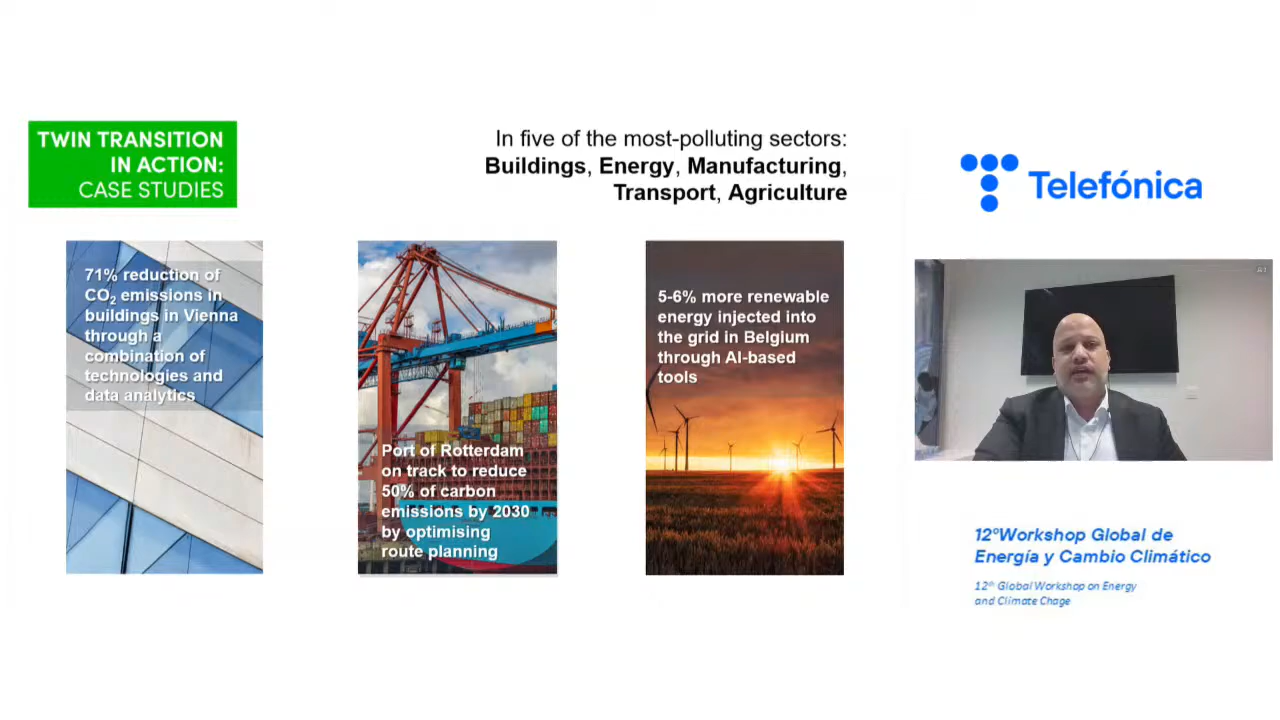 TWIN TRANSITION
IN ACTION:
CASE STUDIES
In five of the most-polluting sectors:
Buildings, Energy, Manufacturing,
Transport, Agriculture
71% reduction of
CO₂ emissions in
buildings in Vienna
through a
combination of
technologies and
data analytics
Port of Rotterdam
on track to reduce
50% of carbon
emissions by 2030
by optimising
route planning
5-6% more renewable
energy injected into
the grid in Belgium
through AI-based
tools
Telefónica
12ºWorkshop Global de
Energía y Cambio Climático
12th Global Workshop on Energy
and Climate Chage